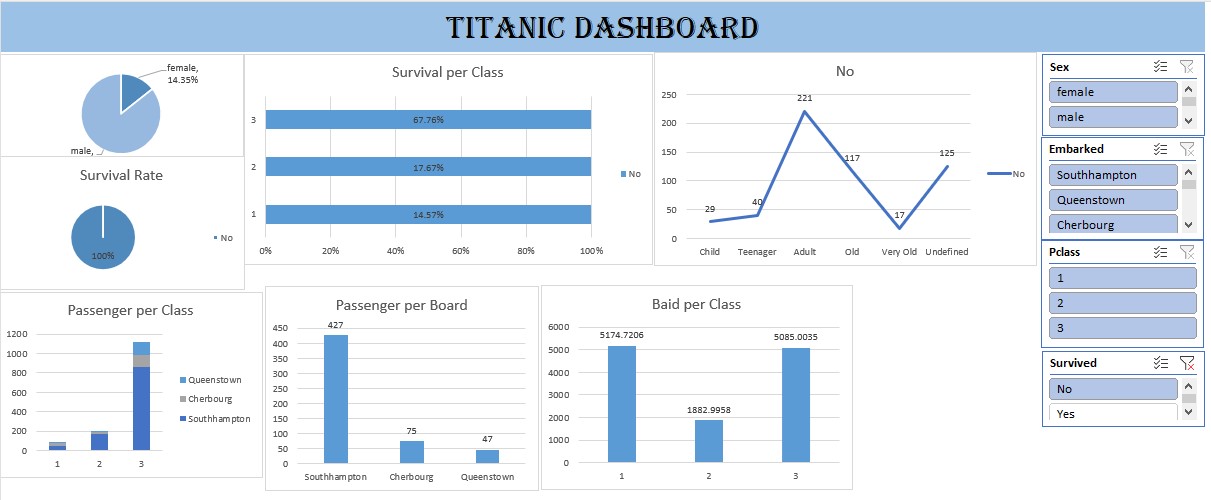 TITANIC DASHBOARD
female,
14.35%
male,
Survival Rate
100%
No
Survival per Class
3
67.76%
2
17.67%
1
14.57%
0%
20%
40%
60%
80%
100%
No
No
250
200
150
100
50
0
29
40
221
117
17
125
Child
Teenager
Adult
Old
Very Old
Undefined
No
Passenger per Class
1200
1000
800
600
400
200
0
1
2
3
Queenstown
Cherbourg
Southhampton
Passenger per Board
450
400
350
300
250
200
150
100
50
0
427
75
47
Southhampton
Cherbourg
Queenstown
Baid per Class
6000
5000
4000
3000
2000
1000
0
5174.7206
1882.9958
5085.0035
1
2
3
Sex
female
male
Embarked
Southhampton
Queenstown
Cherbourg
Pclass
1
2
3
Survived
No
Yes